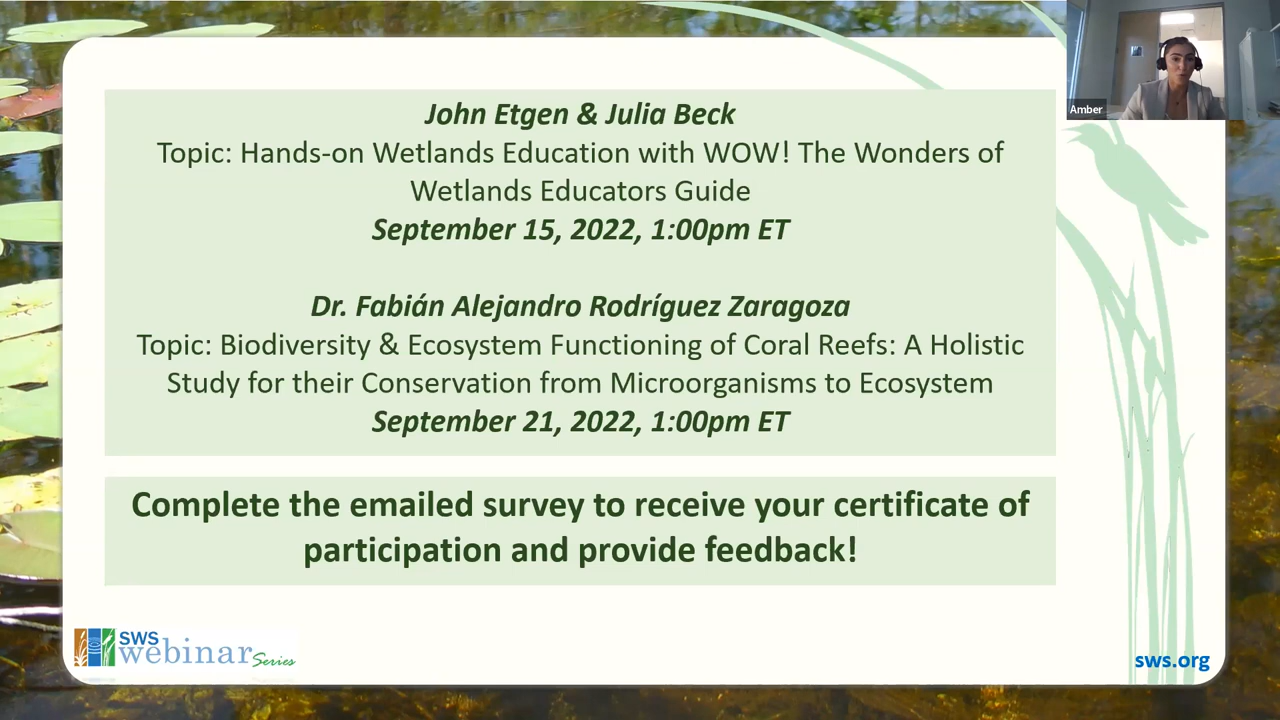 Amber
John Etgen & Julia Beck
Topic: Hands-on Wetlands Education with WOW! The Wonders of
Wetlands Educators Guide
September 15, 2022, 1:00pm ET
Dr. Fabián Alejandro Rodríguez Zaragoza
Topic: Biodiversity & Ecosystem Functioning of Coral Reefs: A Holistic
Study for their Conservation from Microorganisms to Ecosystem
September 21, 2022, 1:00pm ET
Complete the emailed survey to receive your certificate of
participation and provide feedback!
SWS
webinar Series
sws.org